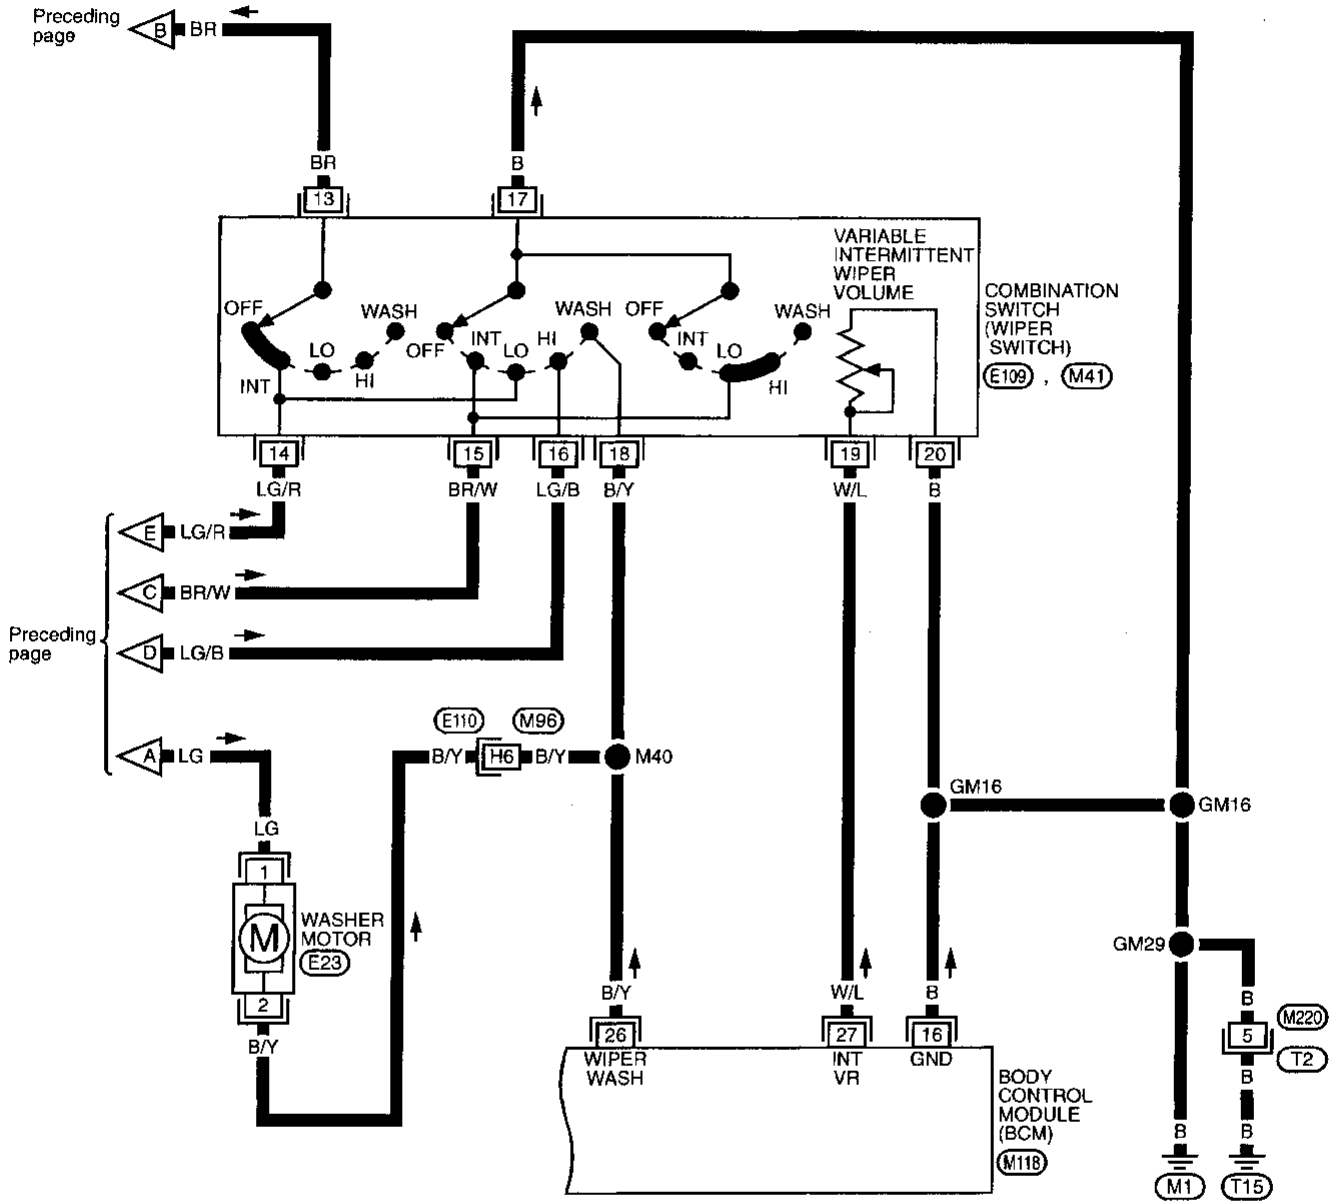 Preceding
page
B
BR
BR
B
13
17
OFF
WASH
LO
HI
INT
OFF
INT
LO
HI
WASH
OFF
INT
LO
HI
WASH
VARIABLE
INTERMITTENT
WIPER
VOLUME
COMBINATION
SWITCH
(WIPER
SWITCH)
E109 , M41
14
15
16
18
19
20
LG/R
BR/W
LG/B
B/Y
W/L
B
E
LG/R
C
BR/W
Preceding
page
D
LG/B
A
LG
E110
M96
B/Y
H6
B/Y
M40
GM16
GM16
LG
1
M
WASHER
MOTOR
E23
2
B/Y
GM29
B/Y
W/L
B
B
M220
5
T2
26
27
16
WIPER
WASH
INT
VR
GND
BODY
CONTROL
MODULE
(BCM)
M118
B
B
B
M1
T15